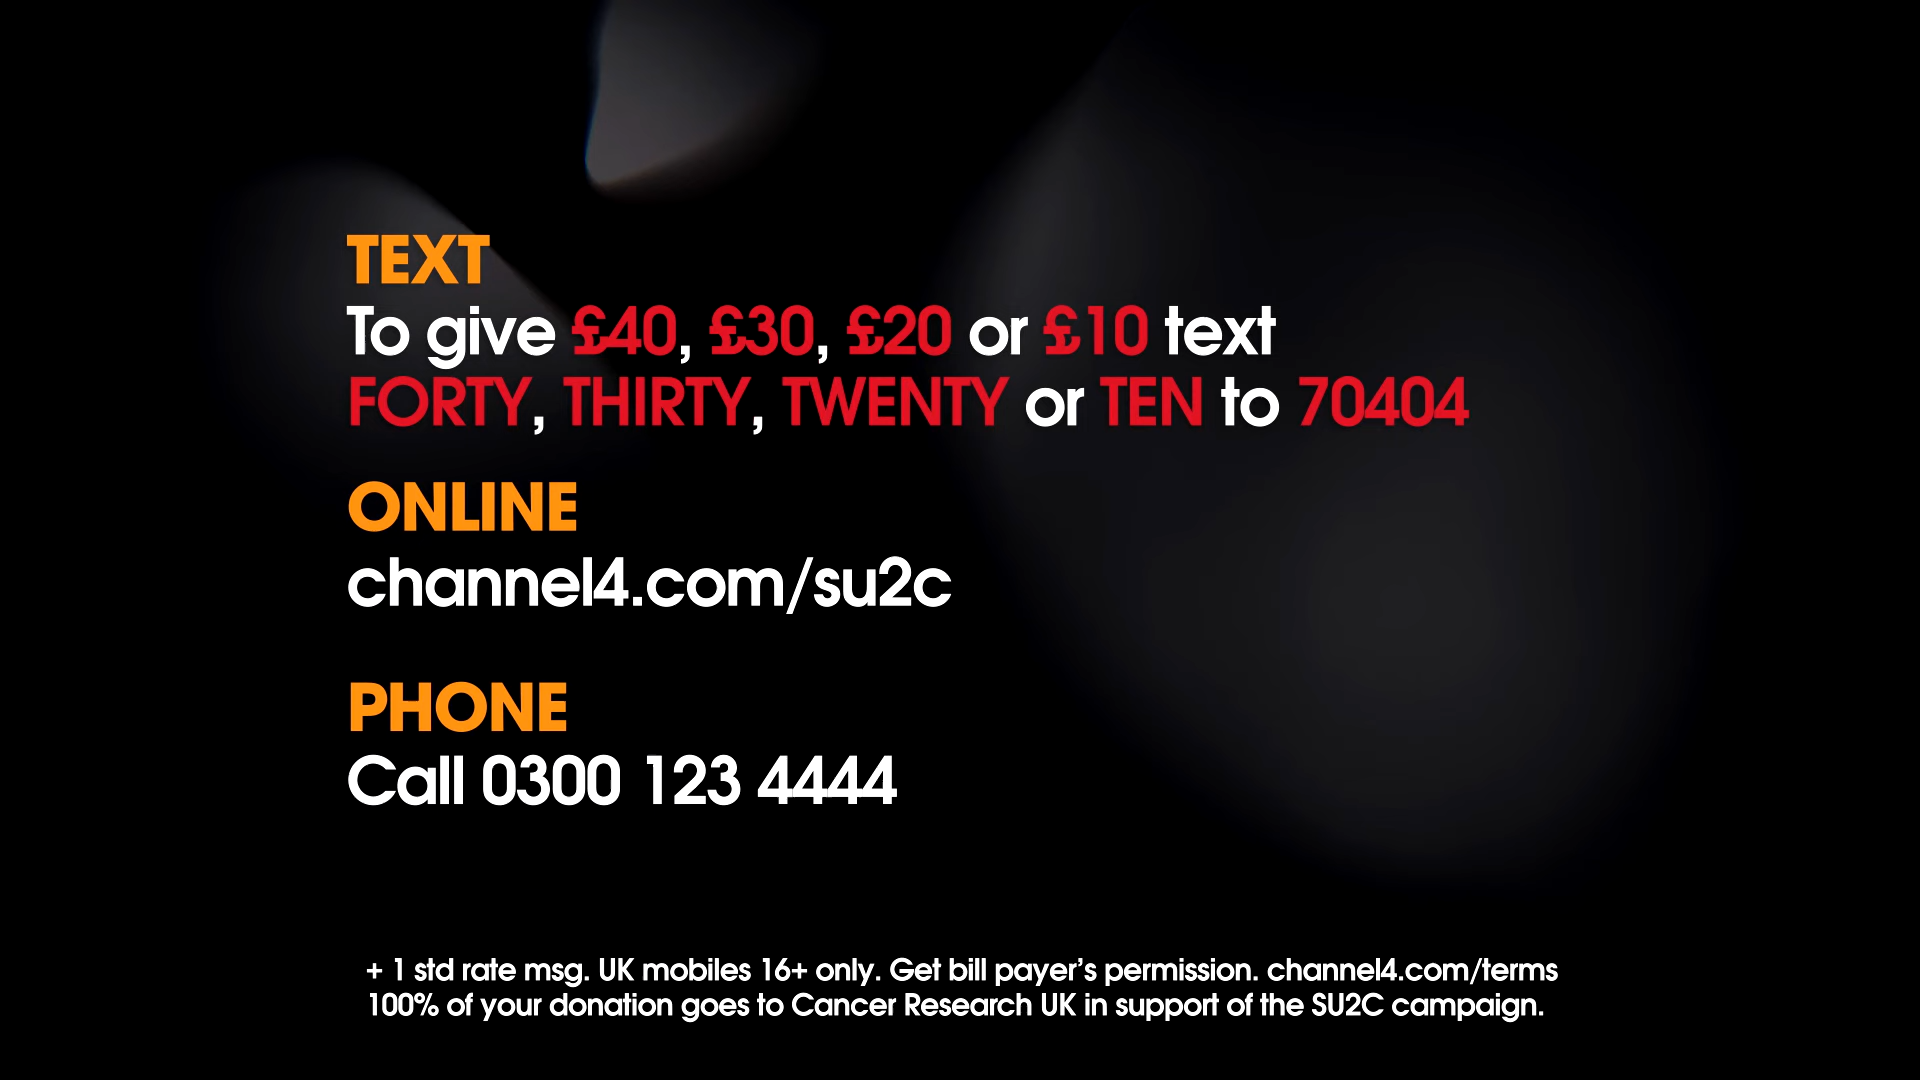 TEXT
To give £40, £30, £20 or £10 text
FORTY, THIRTY, TWENTY or TEN to 70404
ONLINE
channel4.com/su2c
PHONE
Call 0300 123 4444
+ 1 std rate msg. UK mobiles 16+ only. Get bill payer’s permission. channel4.com/terms
100% of your donation goes to Cancer Research UK in support of the SU2C campaign.